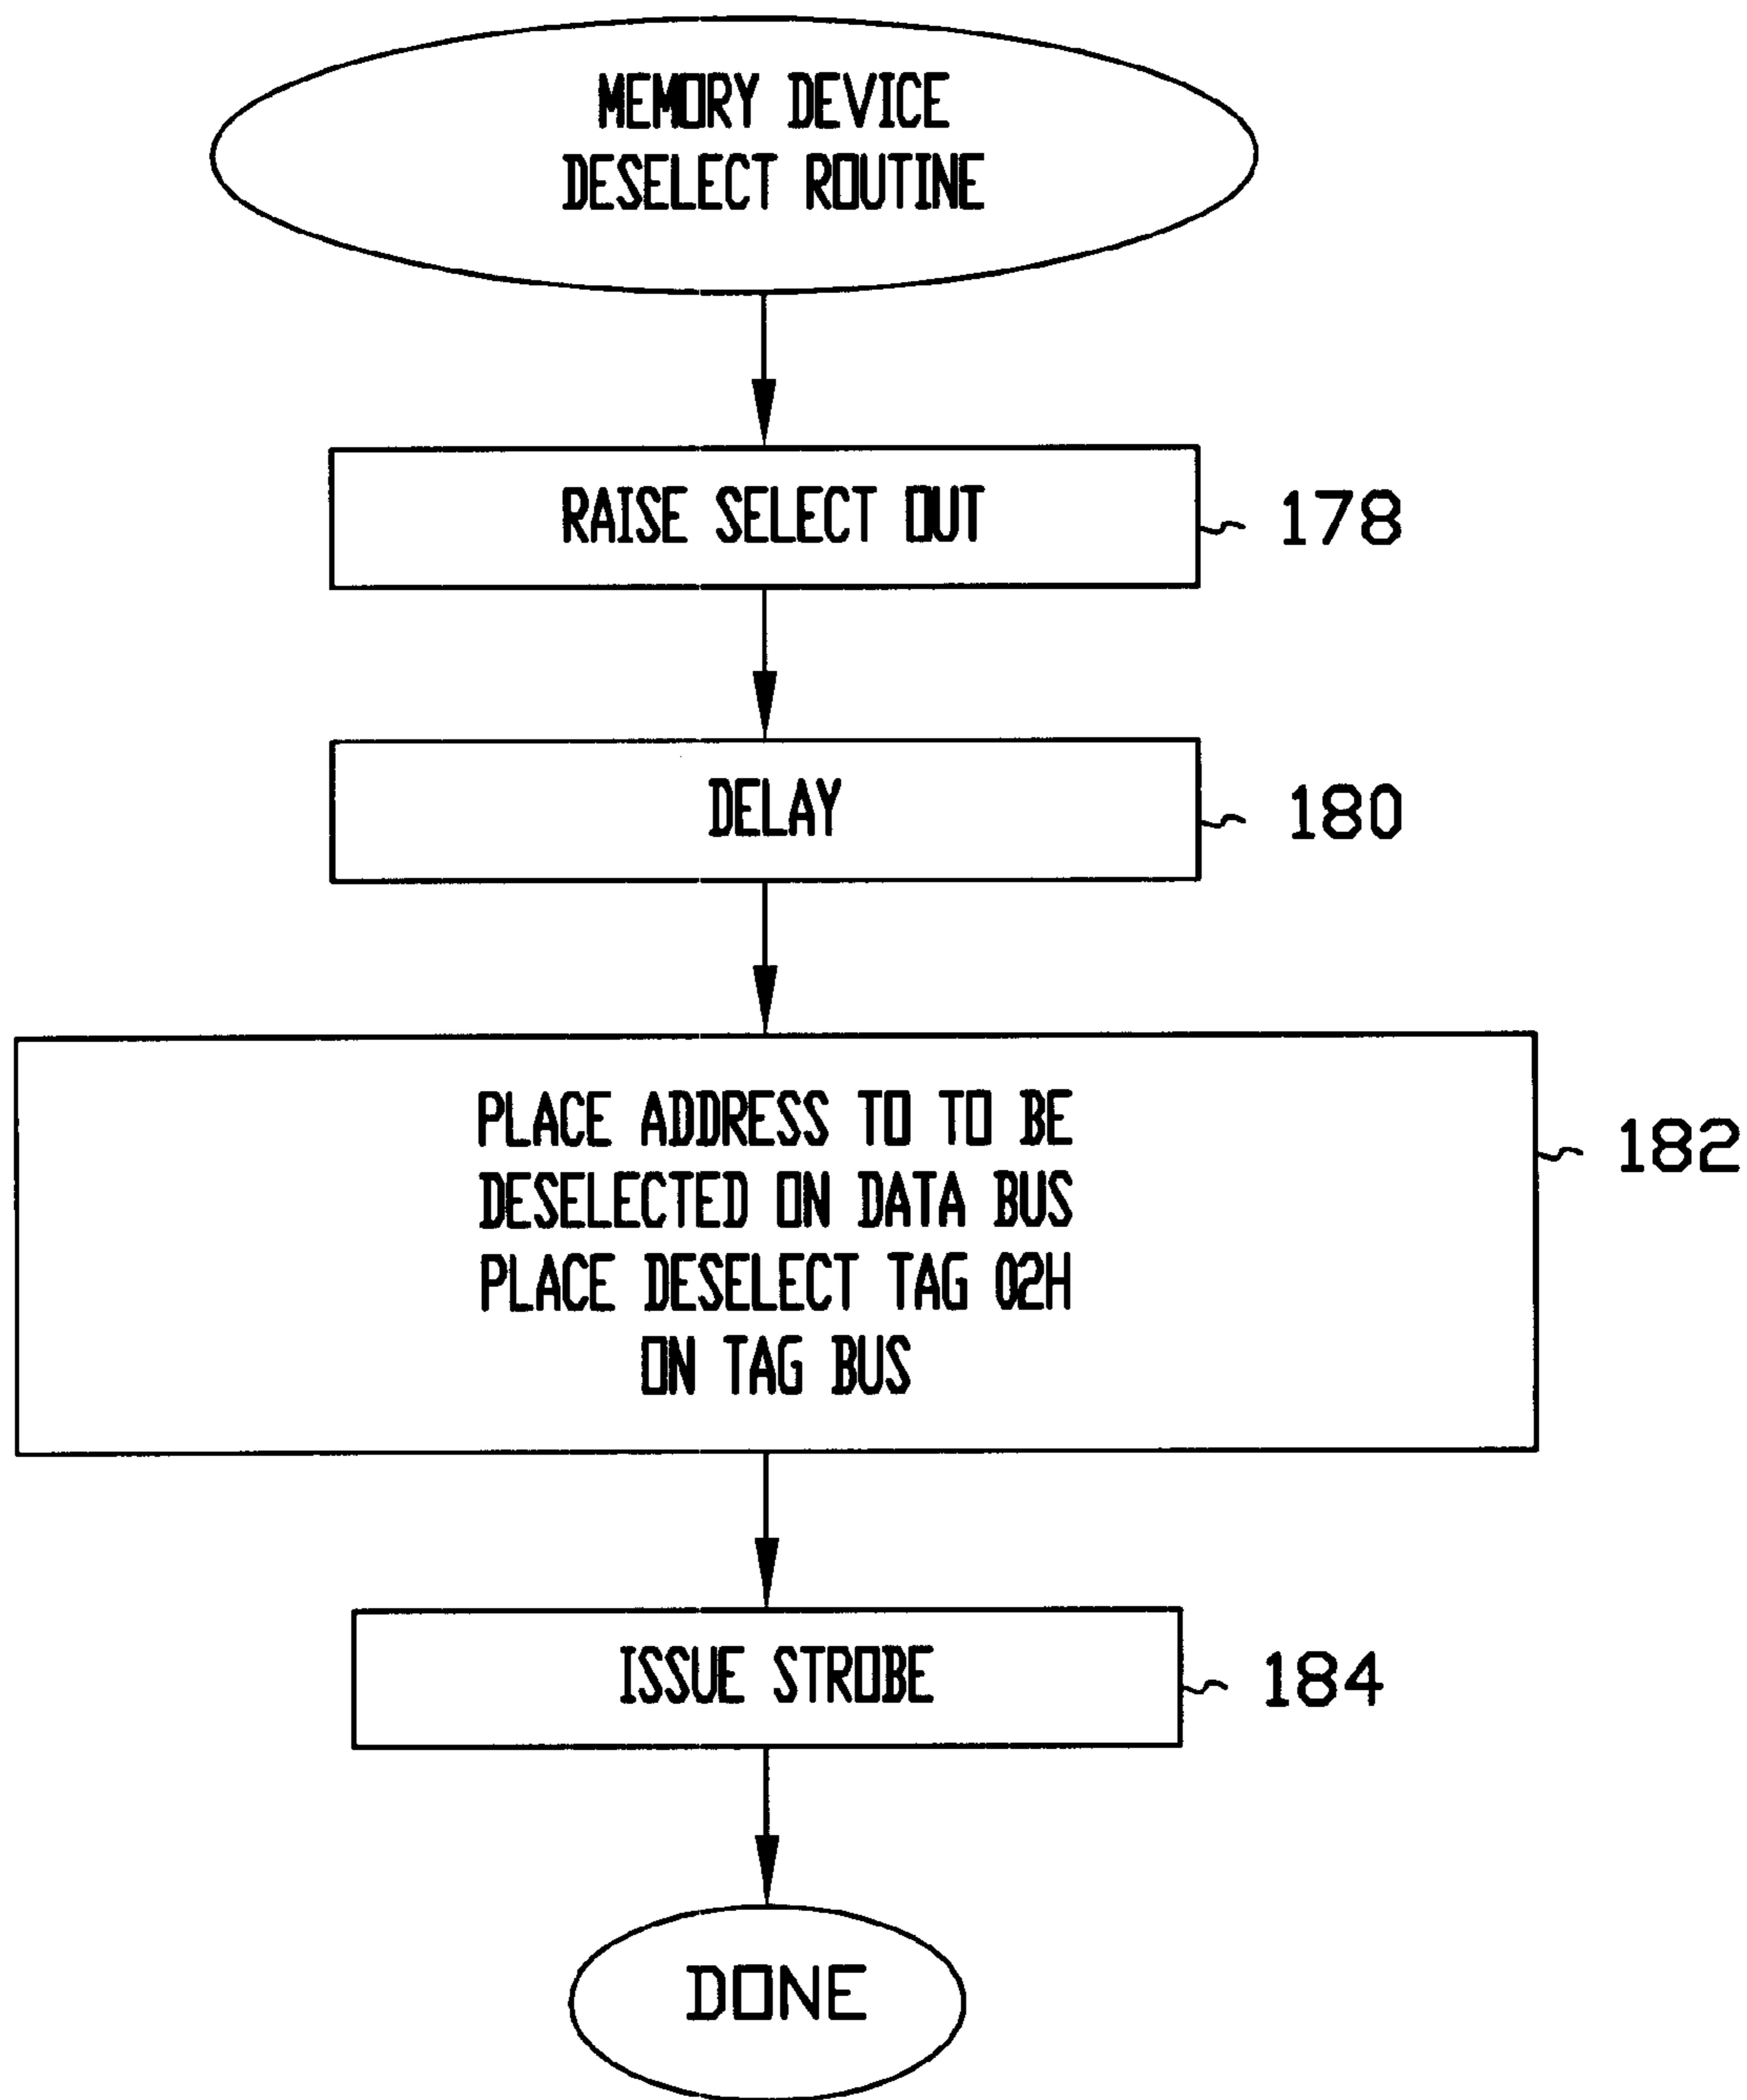 MEMORY DEVICE
DESELECT ROUTINE
RAISE SELECT OUT
178
DELAY
180
PLACE ADDRESS TO TO BE
DESELECTED ON DATA BUS
PLACE DESELECT TAG 02H
ON TAG BUS
182
ISSUE STROBE
184
DONE